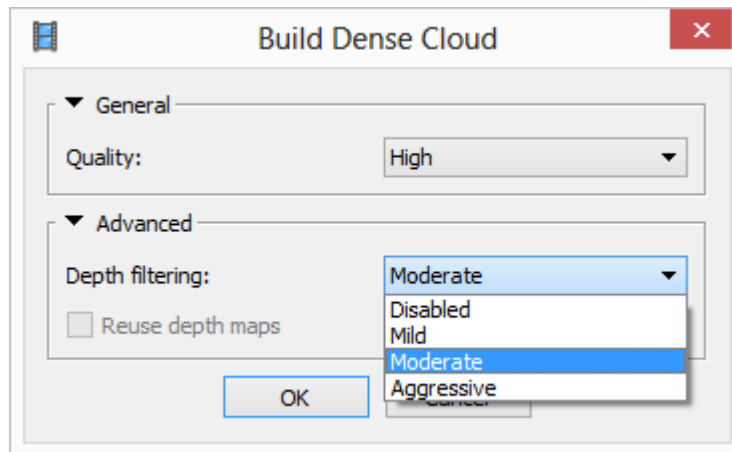 Build Dense Cloud
General
Quality: High
Advanced
Depth filtering: Moderate
Disabled
Mild
Reuse depth maps
Moderate
Aggressive
OK